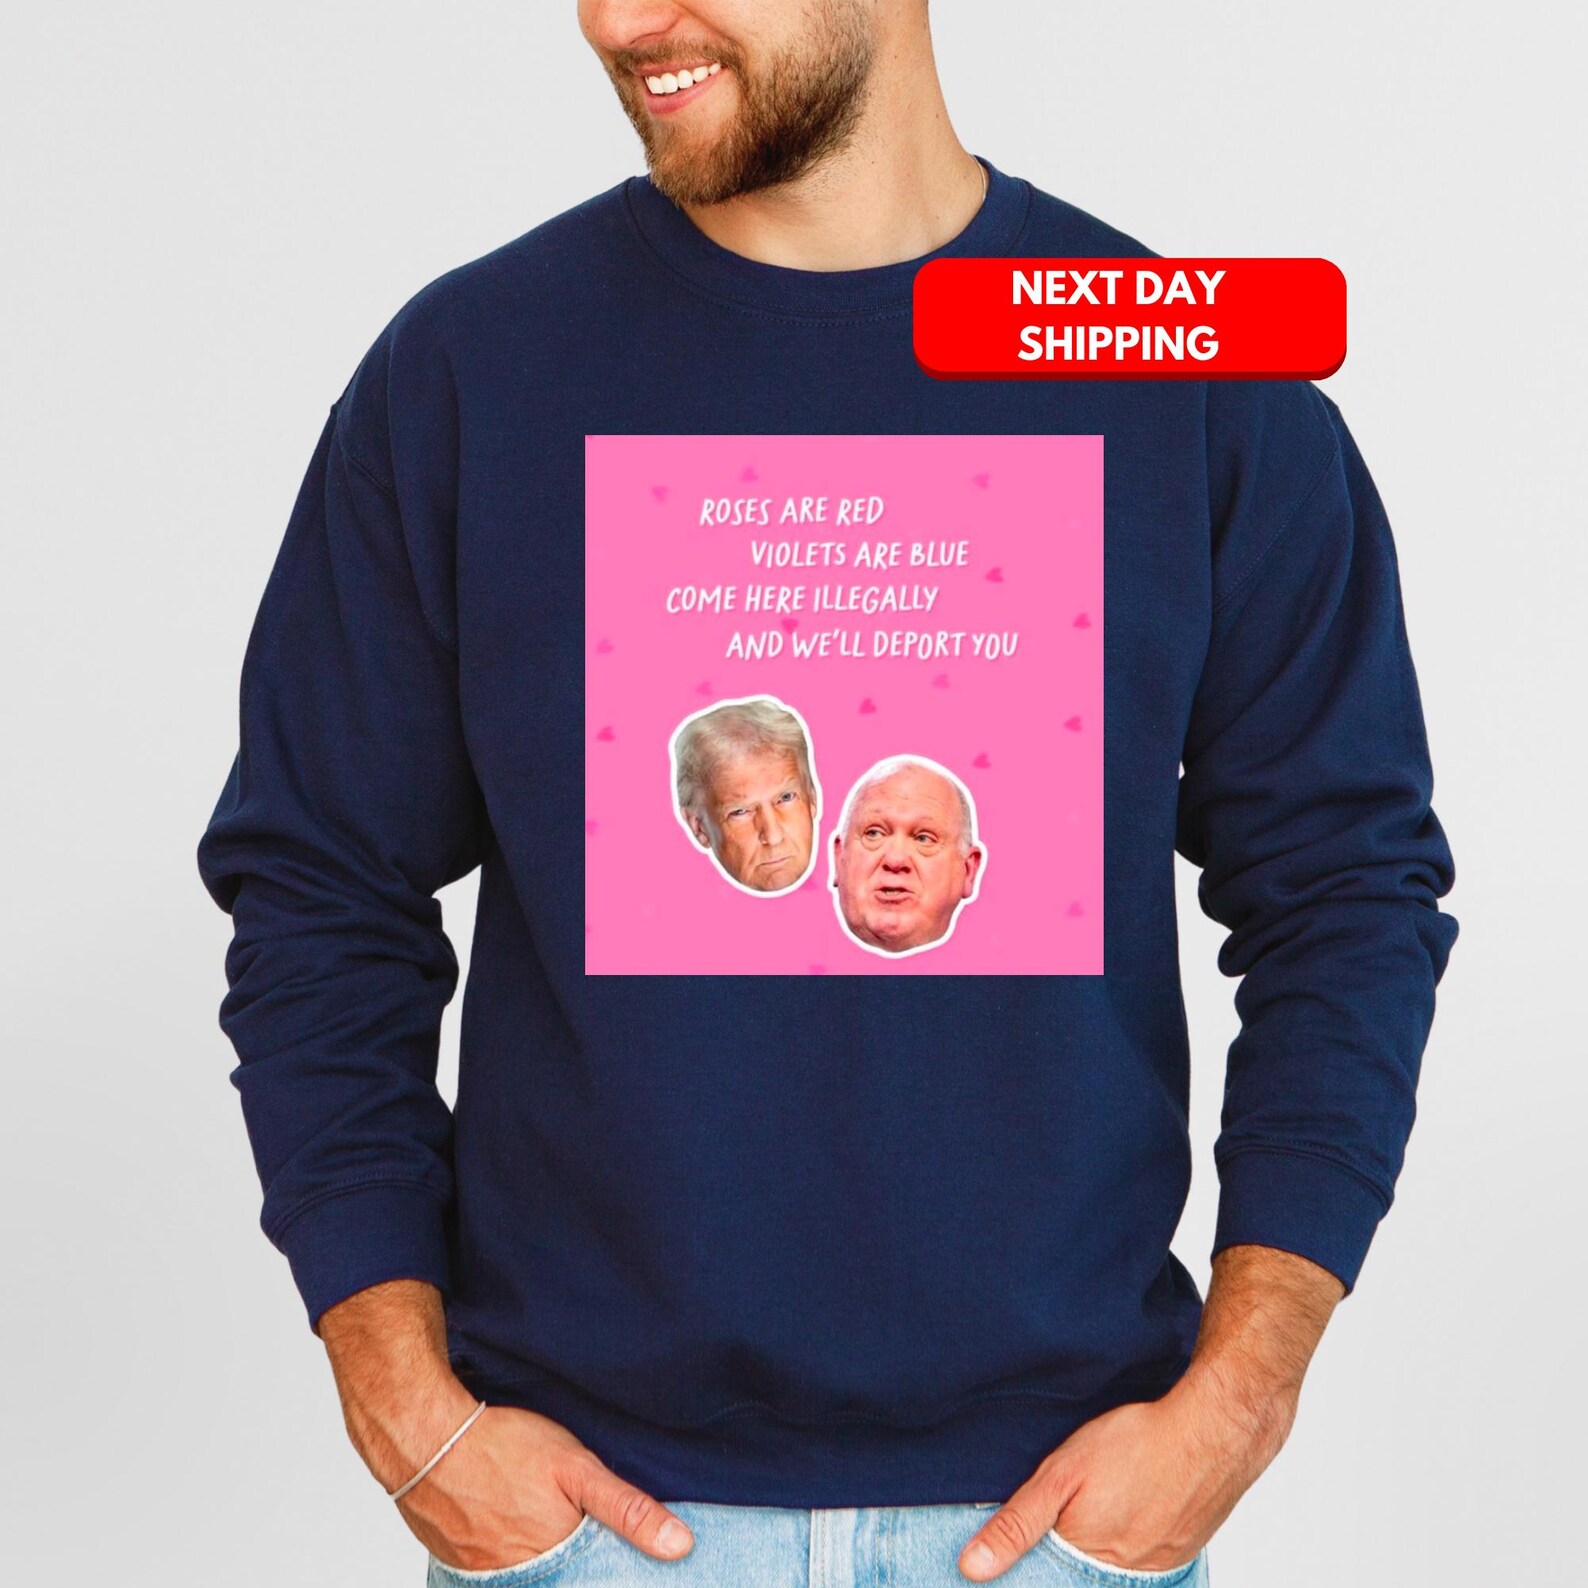 NEXT DAY
SHIPPING
ROSES ARE RED
VIOLETS ARE BLUE
COME HERE ILLEGALLY
AND WE'LL DEPORT YOU